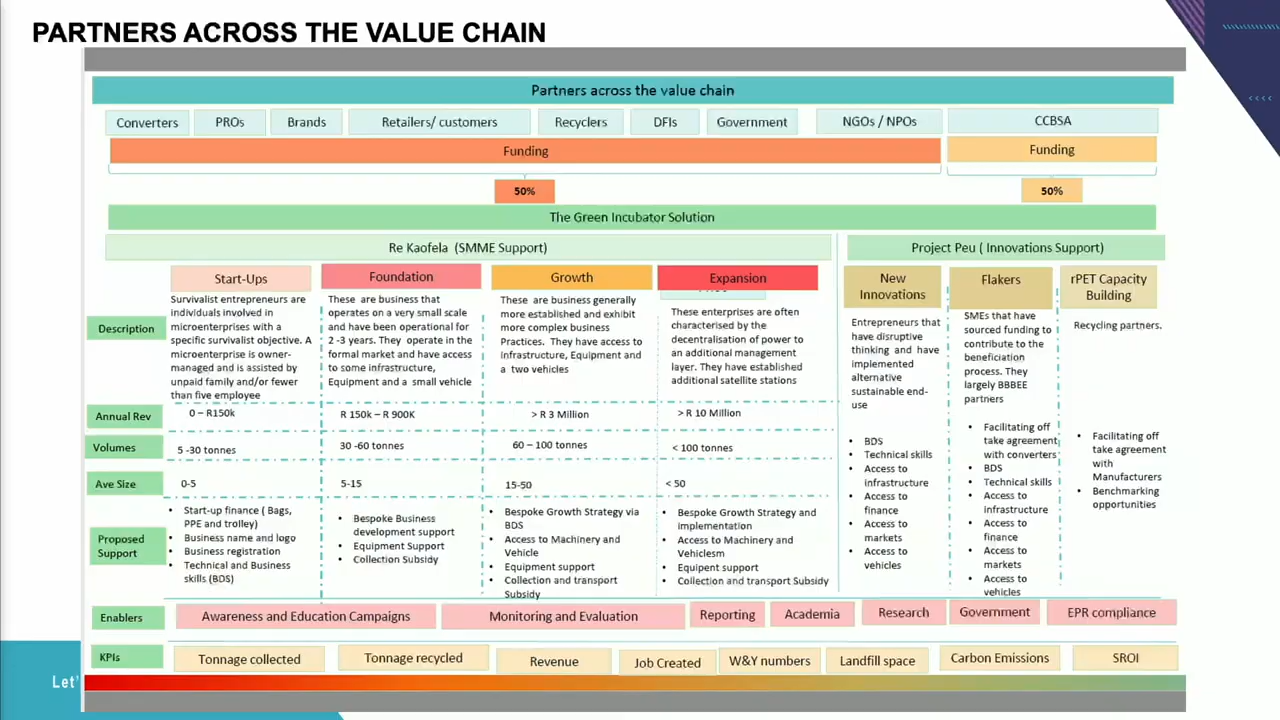 PARTNERS ACROSS THE VALUE CHAIN
Partners across the value chain
Converters
PROs
Brands
Retailers/ customers
Recyclers
DFIs
Government
NGOs / NPOs
CCBSA
Funding
Funding
50%
50%
The Green Incubator Solution
Re Kaofela (SMME Support)
Project Peu ( Innovations Support)
Start-Ups
Foundation
Growth
Expansion
New
Innovations
Flakers
rPET Capacity
Building
Description
Survivalist entrepreneurs are
individuals involved in
microenterprises with a
specific survivalist objective. A
microenterprise is owner-
managed and is assisted by
unpaid family and/or fewer
than five employee
These are business that
operates on a very small scale
and have been operational for
2 -3 years. They operate in the
formal market and have access
to some infrastructure,
Equipment and a small vehicle
These are business generally
more established and exhibit
more complex business
Practices. They have access to
infrastructure, Equipment and
a two vehicles
These enterprises are often
characterised by the
decentralisation of power to
an additional management
layer. They have established
additional satellite stations
Entrepreneurs that
have disruptive
thinking and have
implemented
alternative
sustainable end-
use
SMEs that have
sourced funding to
contribute to the
beneficiation
process. They
largely BBBEE
partners
Recycling partners.
Annual Rev
0 – R150k
R 150k – R 900K
> R 3 Million
> R 10 Million
Volumes
5 -30 tonnes
30 -60 tonnes
60 – 100 tonnes
< 100 tonnes
Ave Size
0-5
5-15
15-50
< 50
Proposed
Support
• Start-up finance ( Bags,
PPE and trolley)
• Business name and logo
• Business registration
• Technical and Business
skills (BDS)
• Bespoke Business
development support
• Equipment Support
• Collection Subsidy
• Bespoke Growth Strategy via
BDS
• Access to Machinery and
Vehicle
• Equipment support
• Collection and transport
Subsidy
• Bespoke Growth Strategy and
implementation
• Access to Machinery and
Vehiclesm
• Equipent support
• Collection and transport Subsidy
• BDS
• Technical skills
• Access to
infrastructure
• Access to
finance
• Access to
markets
• Access to
vehicles
• Facilitating off
take agreement
with converters
• BDS
• Technical skills
• Access to
infrastructure
• Access to
finance
• Access to
markets
• Access to
vehicles
• Facilitating off
take agreement
with
Manufacturers
• Benchmarking
opportunities
Enablers
Awareness and Education Campaigns
Monitoring and Evaluation
Reporting
Academia
Research
Government
EPR compliance
KPIs
Tonnage collected
Tonnage recycled
Revenue
Job Created
W&Y numbers
Landfill space
Carbon Emissions
SROI
Let'